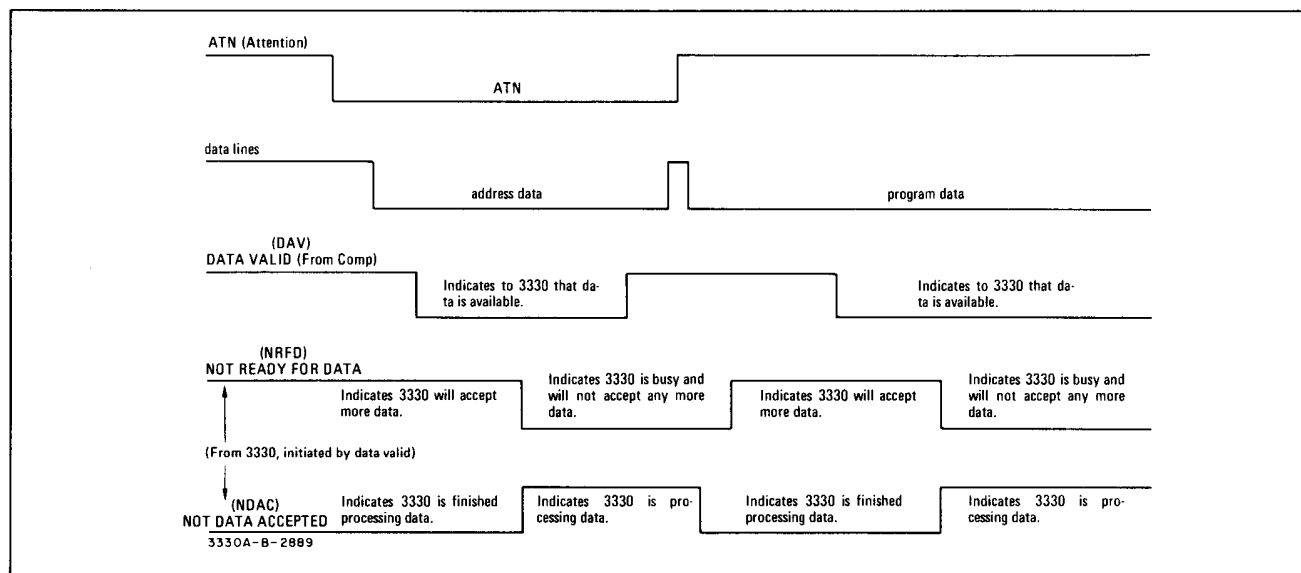 ATN (Attention)
ATN
data lines
address data
program data
(DAV)
DATA VALID (From Comp)
Indicates to 3330 that da-
ta is available.
Indicates to 3330 that da-
ta is available.
(NRFD)
NOT READY FOR DATA
Indicates 3330 will accept
more data.
Indicates 3330 is busy and
will not accept any more
data.
Indicates 3330 will accept
more data.
Indicates 3330 is busy and
will not accept any more
data.
(From 3330, initiated by data valid)
(NDAC)
NOT DATA ACCEPTED
Indicates 3330 is finished
processing data.
Indicates 3330 is pro-
cessing data.
Indicates 3330 is finished
processing data.
Indicates 3330 is pro-
cessing data.
3330A-B-2889